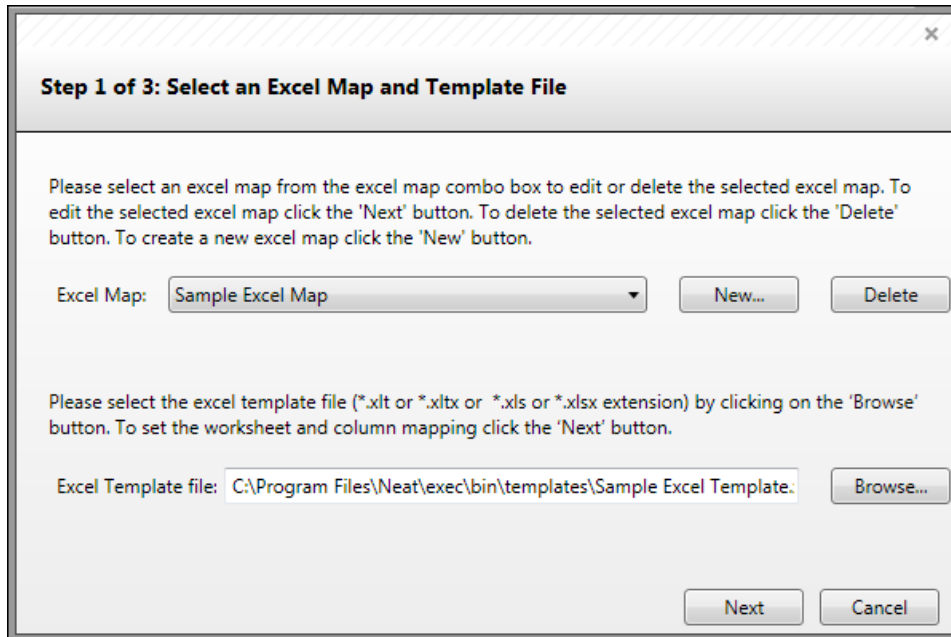 Step 1 of 3: Select an Excel Map and Template File
Please select an excel map from the excel map combo box to edit or delete the selected excel map. To
edit the selected excel map click the 'Next' button. To delete the selected excel map click the 'Delete'
button. To create a new excel map click the 'New' button.
Excel Map: Sample Excel Map New... Delete
Please select the excel template file (*.xlt or *.xltx or  *.xls or *.xlsx extension) by clicking on the ‘Browse’
button. To set the worksheet and column mapping click the ‘Next’ button.
Excel Template file: C:\Program Files\Neat\exec\bin\templates\Sample Excel Template. Browse...
Next Cancel